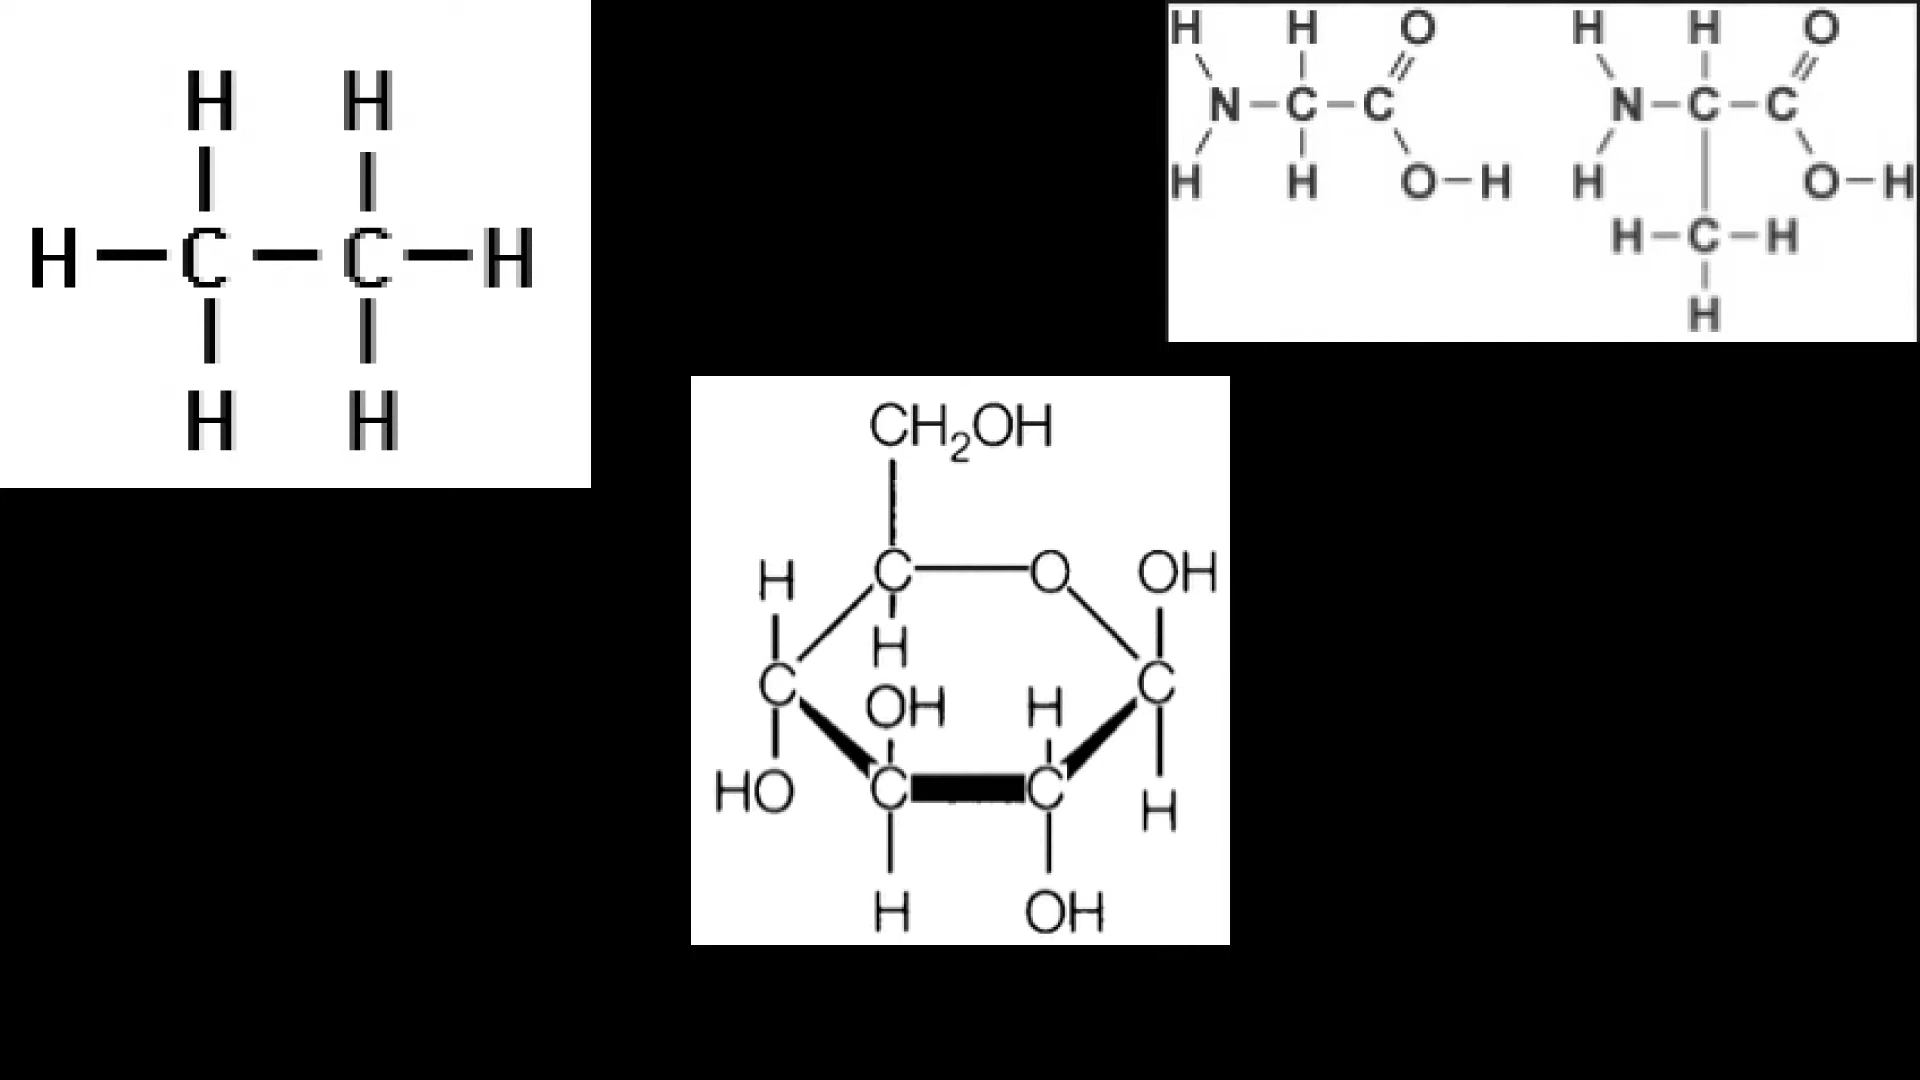 H H
H C C H
H H
H H O
N C C
H H O H
H H O
N C C
H O H
H C H
H
CH2OH
H C O OH
H
C OH H C
HO C C H
H OH